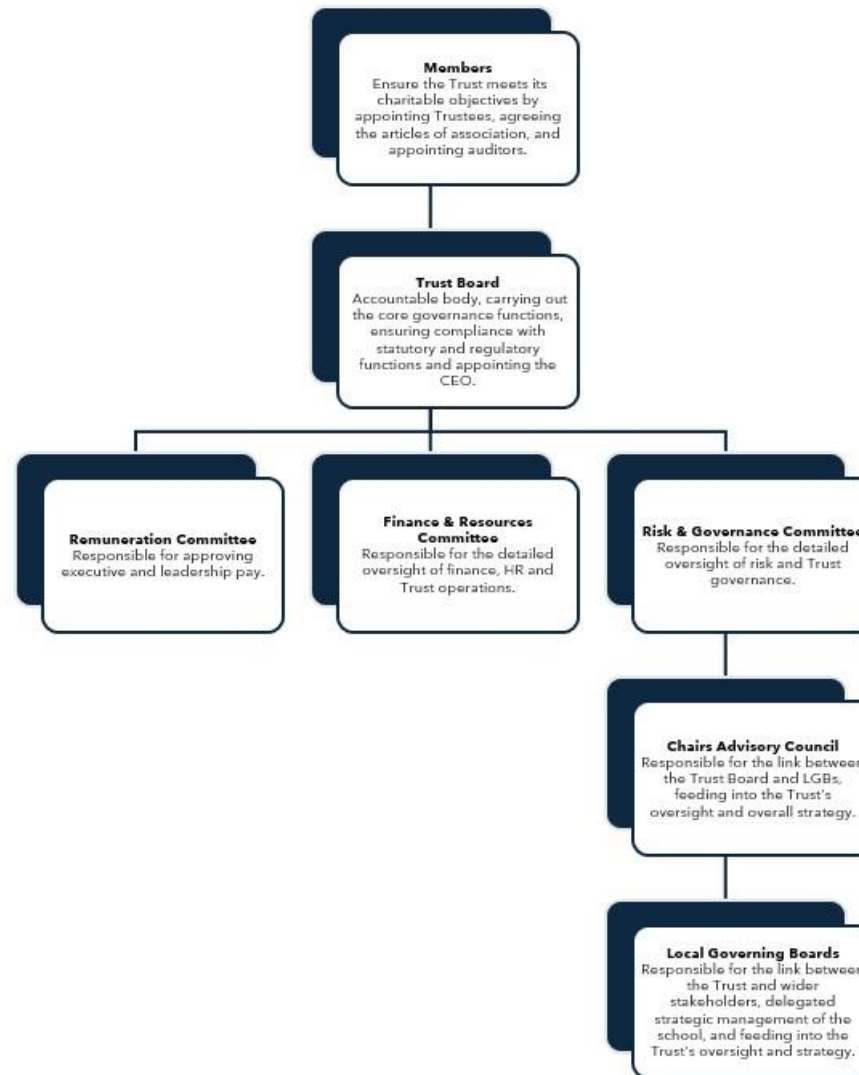 Members
Ensure the Trust meets its
charitable objectives by
appointing Trustees, agreeing
the articles of association, and
appointing auditors.
Trust Board
Accountable body, carrying out
the core governance functions,
ensuring compliance with
statutory and regulatory
functions and appointing the
CEO.
Remuneration Committee
Responsible for approving
executive and leadership pay.
Finance & Resources
Committee
Responsible for the detailed
oversight of finance, HR and
Trust operations.
Risk & Governance Committee
Responsible for the detailed
oversight of risk and Trust
governance.
Chairs Advisory Council
Responsible for the link between
the Trust Board and LGBs,
feeding into the Trust's
oversight and overall strategy.
Local Governing Boards
Responsible for the link between
the Trust and wider
stakeholders, delegated
strategic management of the
school, and feeding into the
Trust's oversight and strategy.